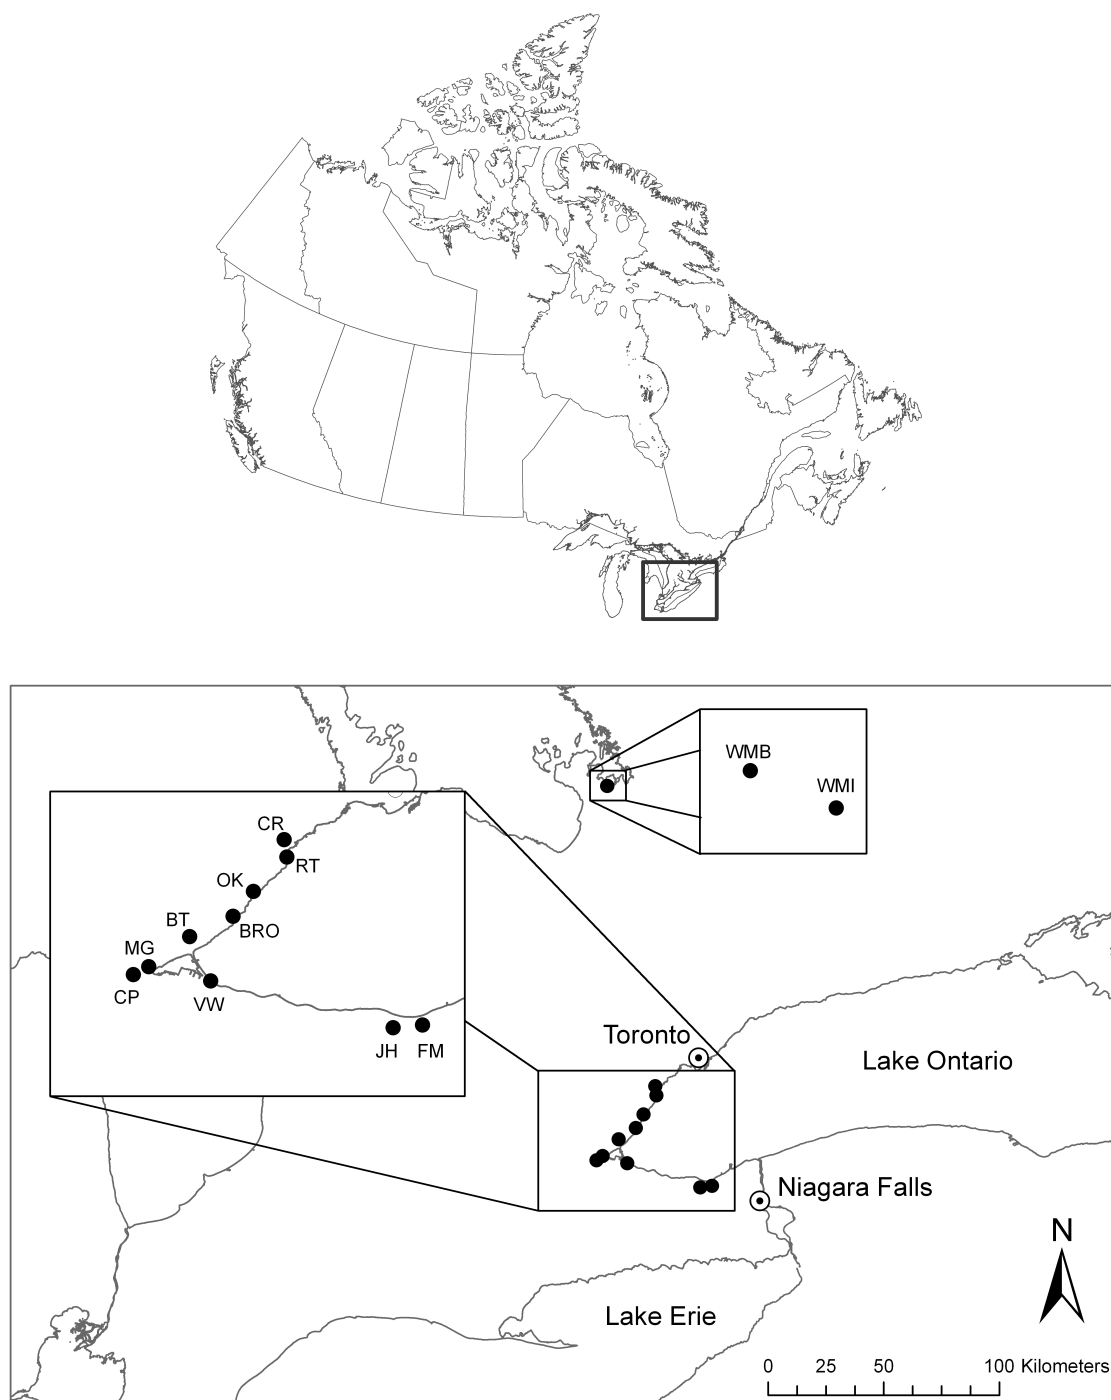 WMB
WMI
CR
RT
OK
BRO
BT
MG
CP
VW
JH
FM
Toronto
Lake Ontario
Niagara Falls
N
Lake Erie
0 25 50 100 Kilometers